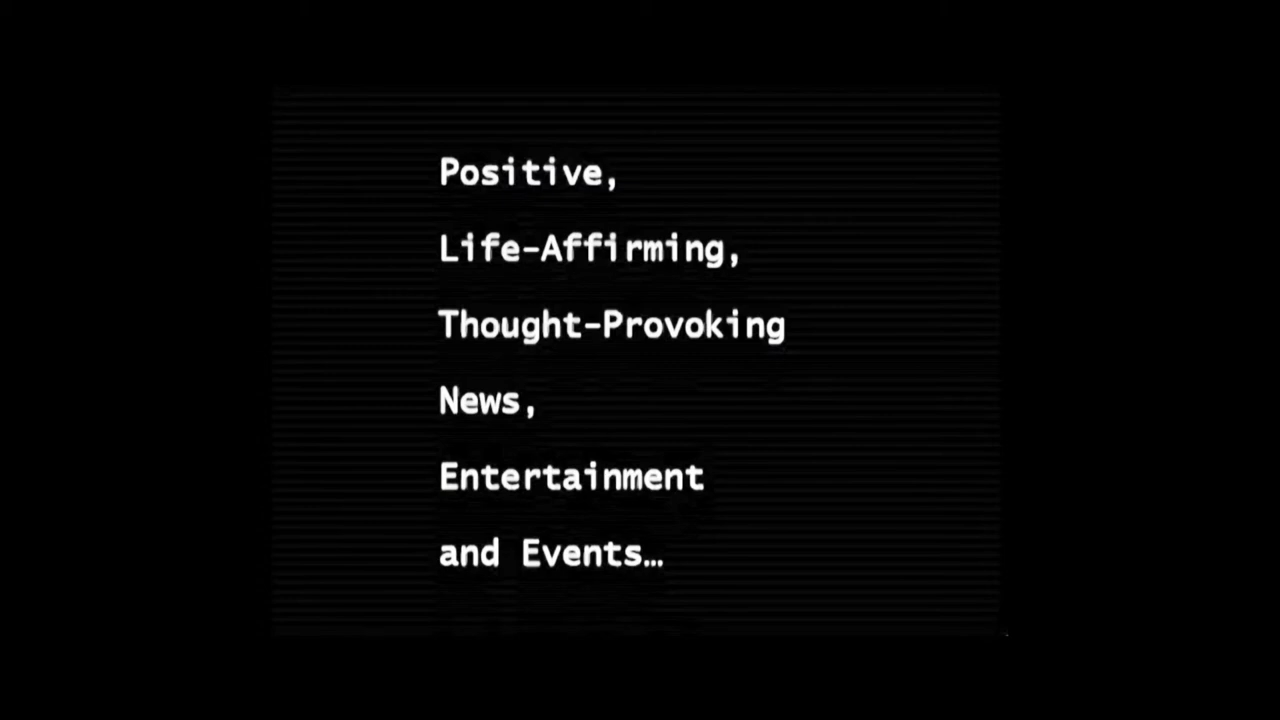 Positive,
Life-Affirming,
Thought-Provoking
News,
Entertainment
and Events…